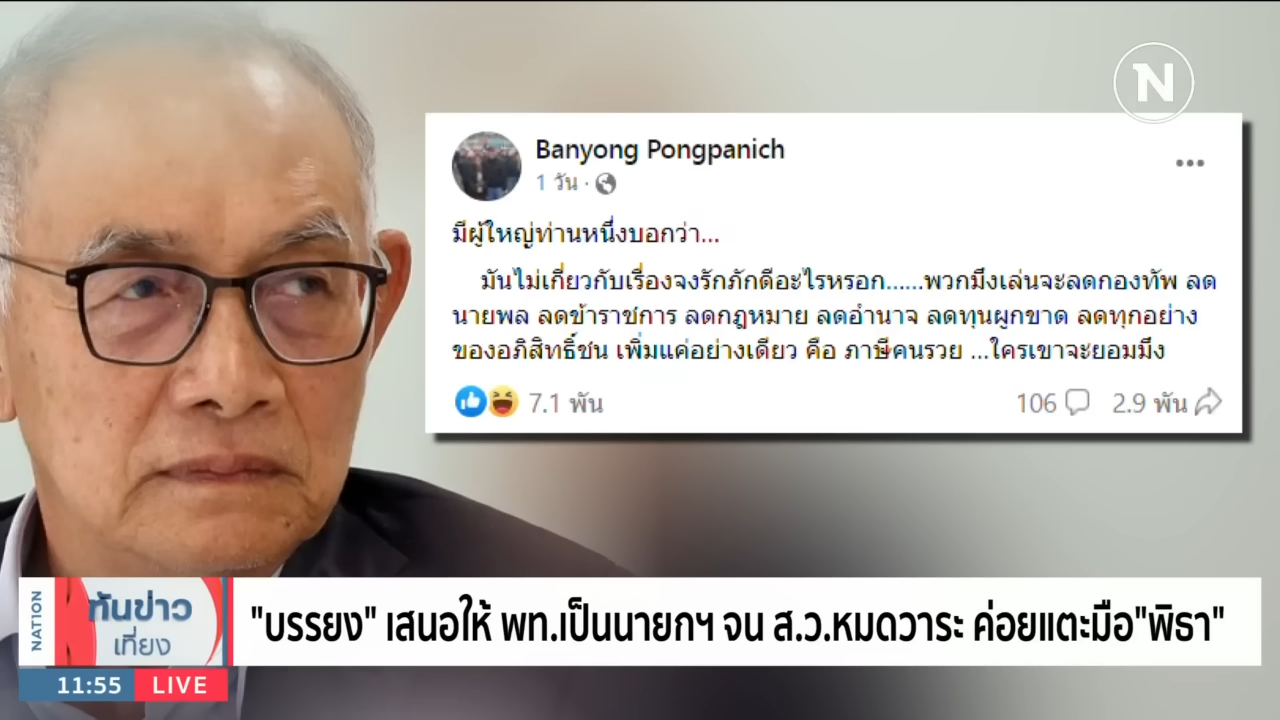 N
Banyong Pongpanich
1 วัน ·
มีผู้ใหญ่ท่านหนึ่งบอกว่า...
มันไม่เกี่ยวกับเรื่องจงรักภักดีอะไรหรอก......พวกมึงเล่นจะลดกองทัพ ลด
นายพล ลดข้าราชการ ลดกฎหมาย ลดอำนาจ ลดทุนผูกขาด ลดทุกอย่าง
ของอภิสิทธิ์ชน เพิ่มแค่อย่างเดียว คือ ภาษีคนรวย ...ใครเขาจะยอมมึง
7.1 พัน 106 2.9 พัน
NATION
ทันข่าว
เที่ยง
"บรรยง" เสนอให้ พท.เป็นนายกฯ จน ส.ว.หมดวาระ ค่อยแตะมือ"พิธา"
11:55 LIVE